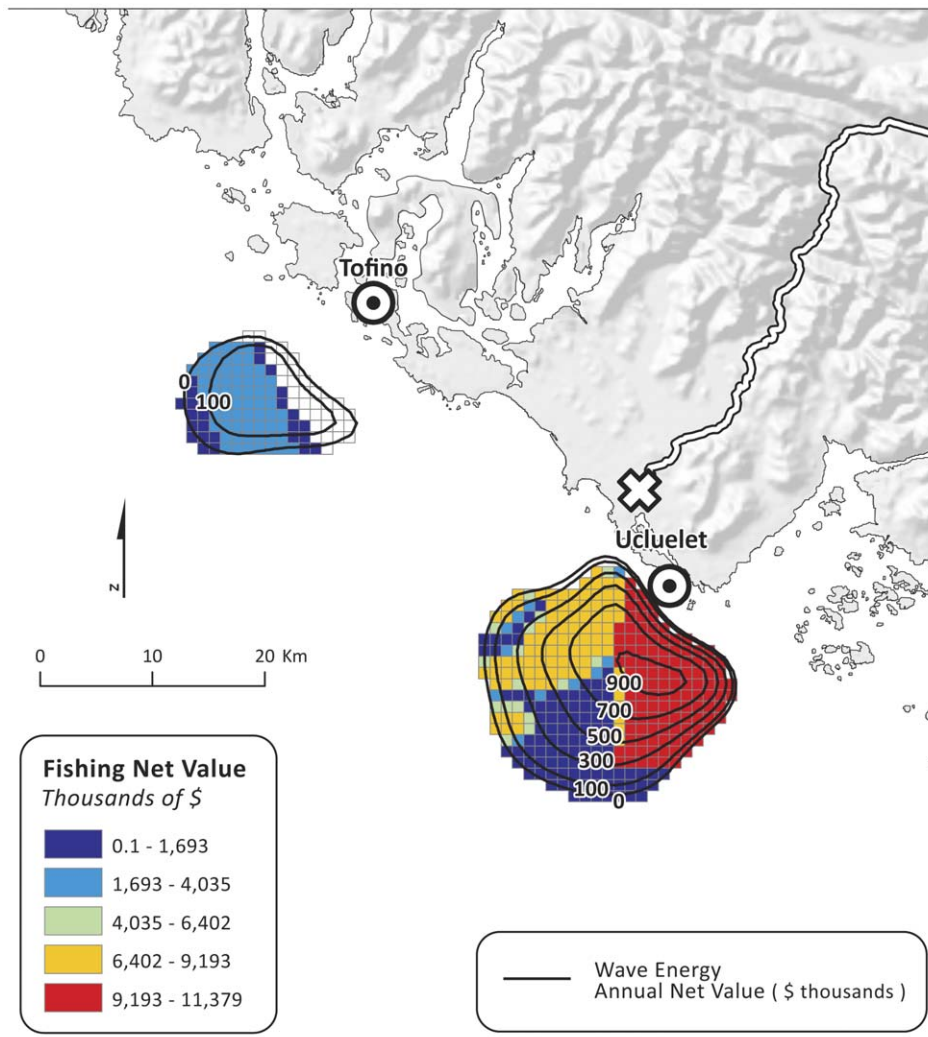 Tofino
0
100
N
Ucluelet
0 10 20 Km
900
700
500
300
100
0
Fishing Net Value
Thousands of $
0.1 - 1,693
1,693 - 4,035
4,035 - 6,402
6,402 - 9,193
9,193 - 11,379
Wave Energy
Annual Net Value ( $ thousands )